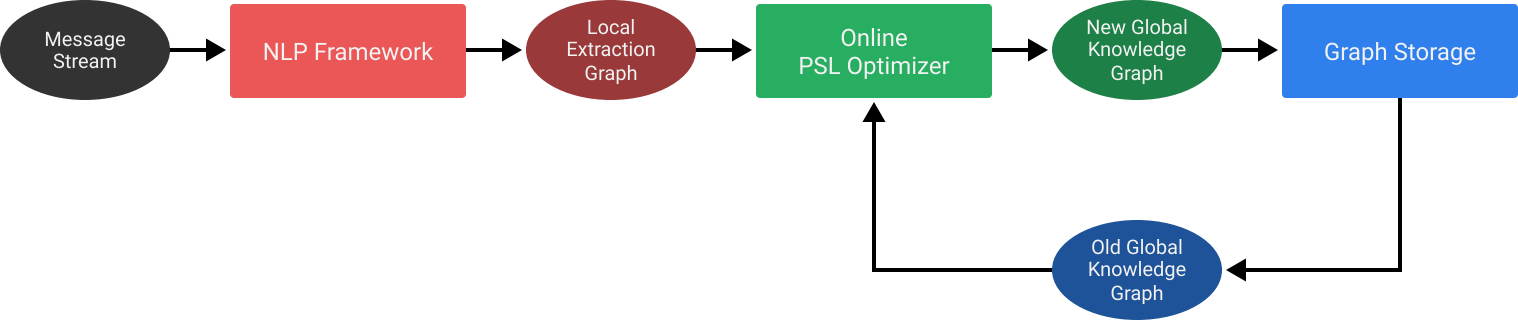 Message
Stream
NLP Framework
Local
Extraction
Graph
Online
PSL Optimizer
New Global
Knowledge
Graph
Graph Storage
Old Global
Knowledge
Graph